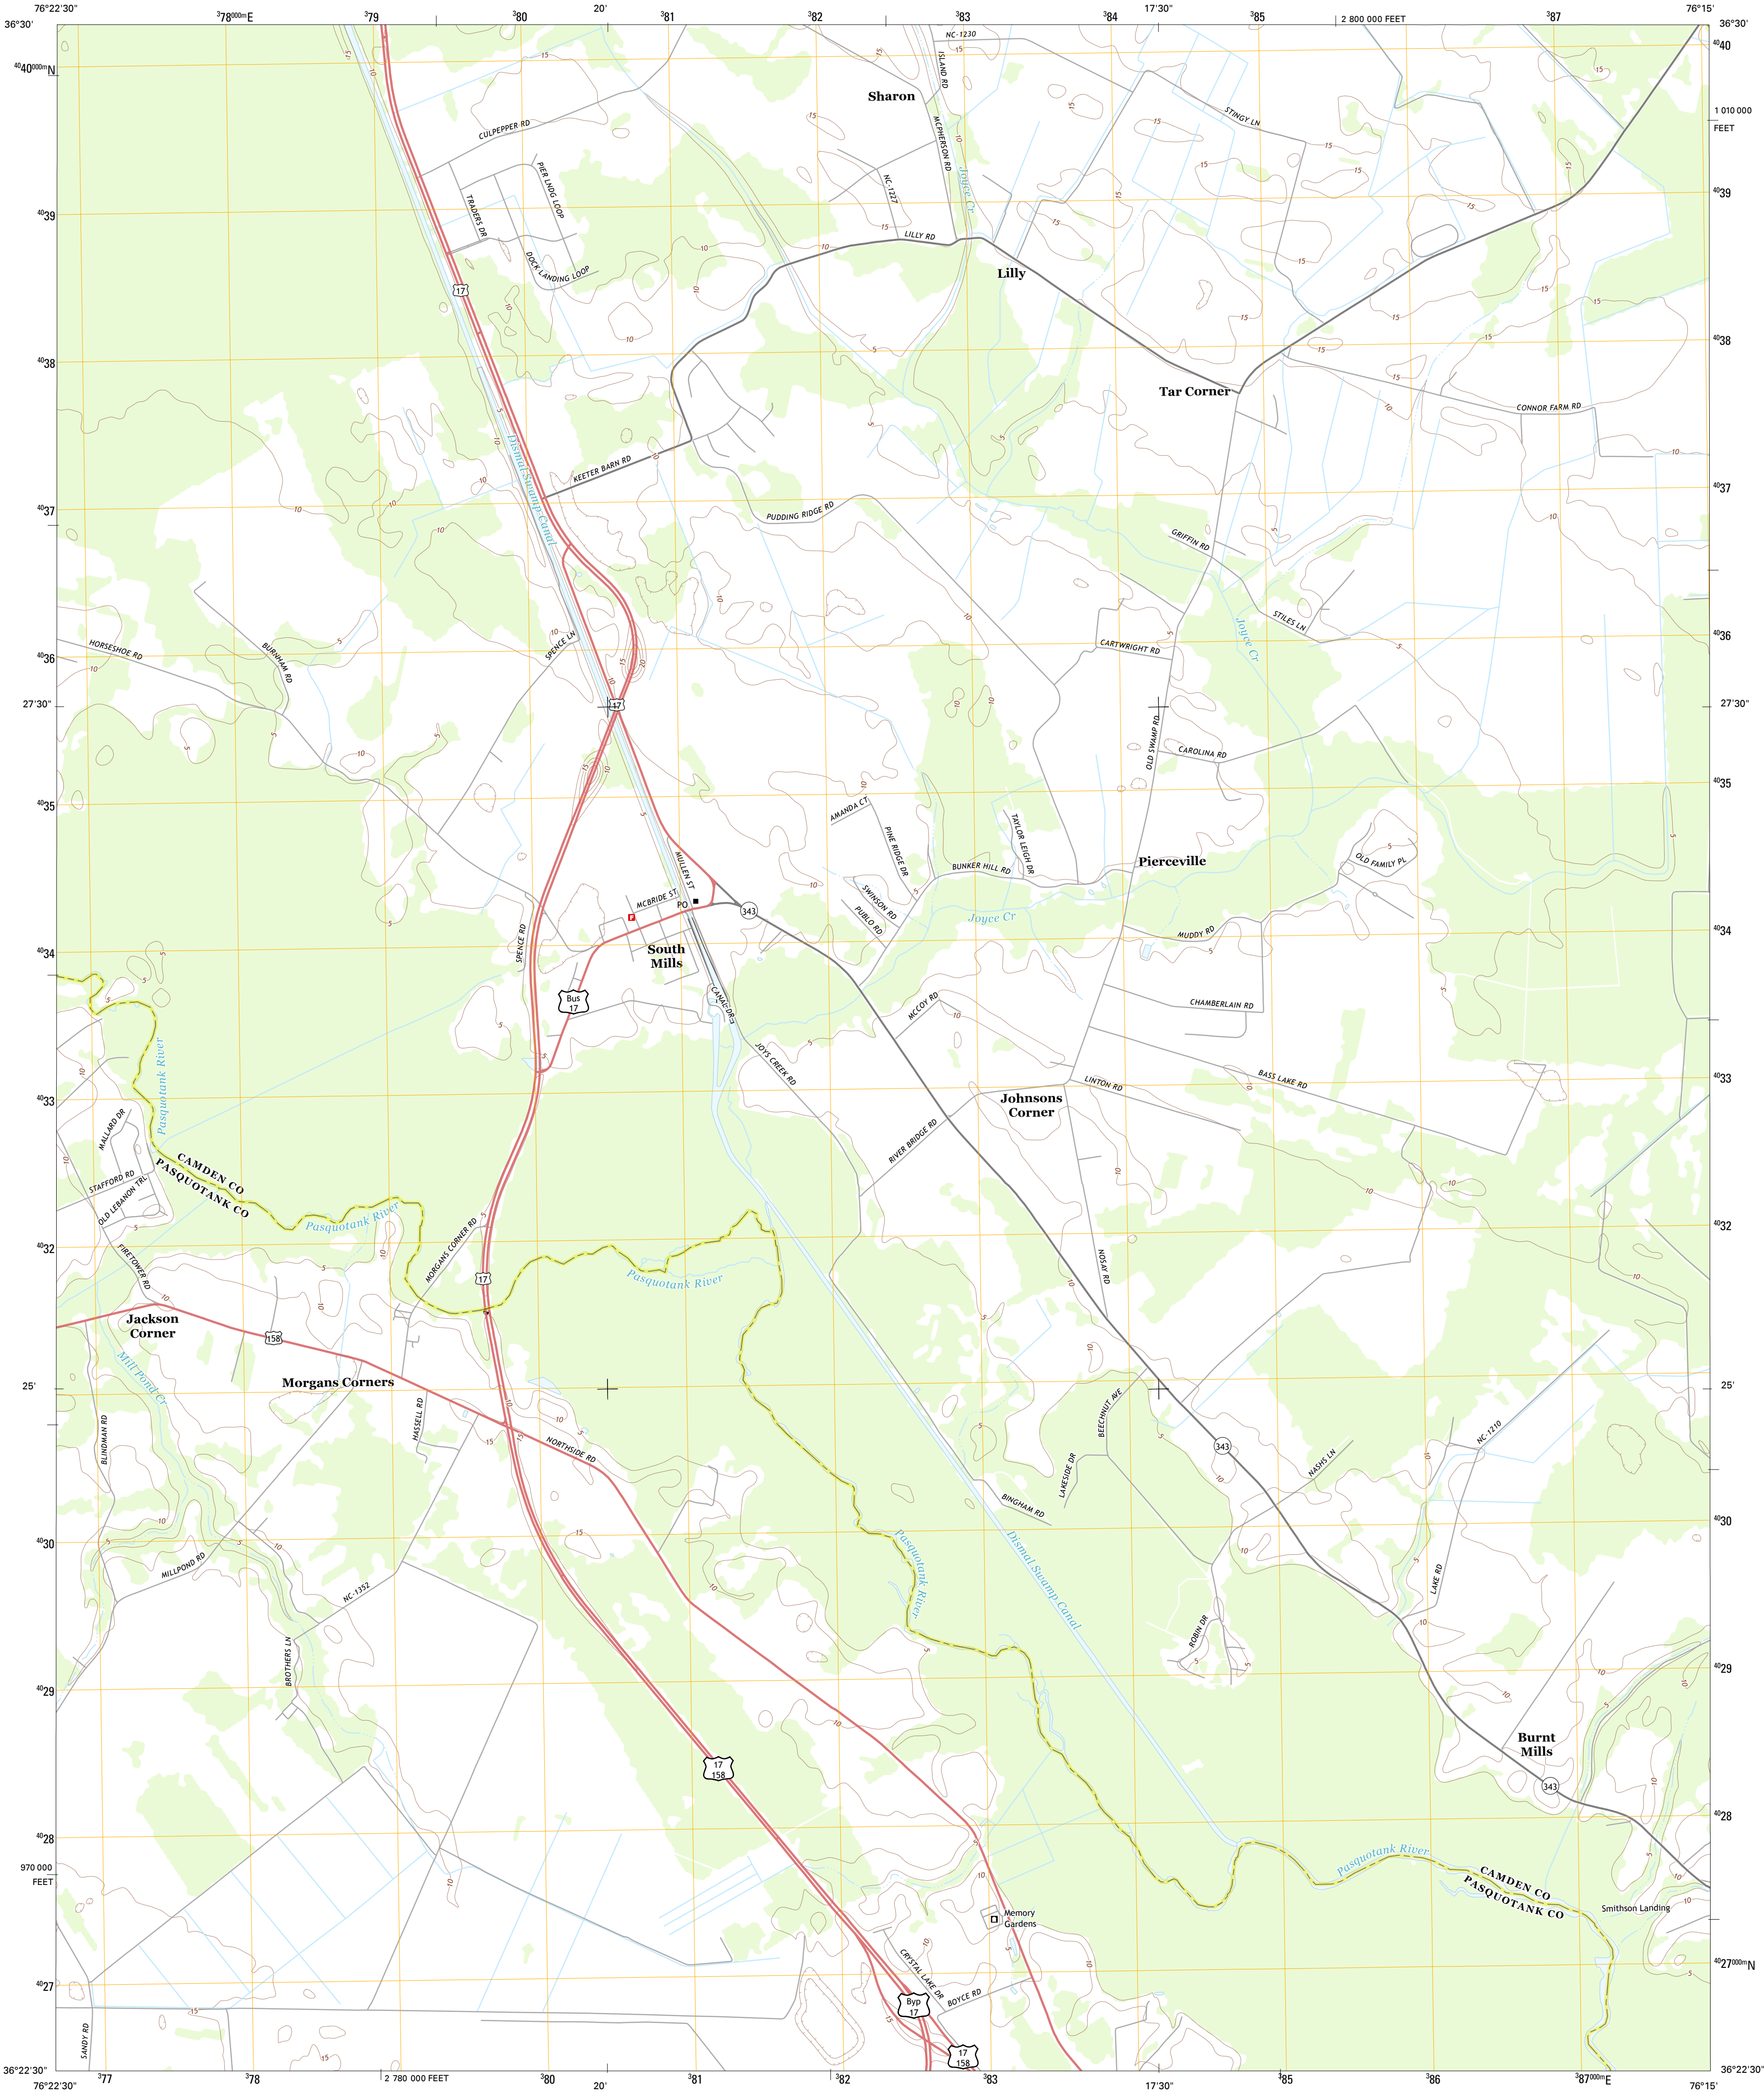 76°22'30"
³78⁰⁰⁰ᵐE
³79
³80
20'
³81
³82
³83
³84
17'30"
³85
2 800 000 FEET
³87
76°15'
36°30'
36°30'
⁴⁰40⁰⁰⁰ᵐN
⁴⁰40
NC-1230
ISLAND RD
Sharon
MCPHERSON RD
STINGY LN
1 010 000
FEET
CULPEPPER RD
PIER LNDG LOOP
TRADERS DR
DOCK LANDING LOOP
NC-1227
Joyce Cr
⁴⁰39
⁴⁰39
LILLY RD
Lilly
17
⁴⁰38
⁴⁰38
Tar Corner
CONNOR FARM RD
Dismal Swamp Canal
KEETER BARN RD
⁴⁰37
⁴⁰37
PUDDING RIDGE RD
GRIFFIN RD
STILES LN
Joyce Cr
HORSESHOE RD
BURNHAM RD
SPENCE LN
CARTWRIGHT RD
⁴⁰36
⁴⁰36
27'30"
17
27'30"
OLD SWAMP RD
CAROLINA RD
⁴⁰35
⁴⁰35
AMANDA CT
PINE RIDGE DR
TAYLOR LEIGH DR
BUNKER HILL RD
Pierceville
OLD FAMILY PL
MULLEN ST
MCBRIDE ST
PO
F
343
SWINSON RD
PUBLO RD
Joyce Cr
MUDDY RD
SPENCE RD
South
Mills
⁴⁰34
⁴⁰34
Bus
17
CANAL DR
MCCOY RD
CHAMBERLAIN RD
Pasquotank River
JOYS CREEK RD
LINTON RD
BASS LAKE RD
⁴⁰33
⁴⁰33
Johnsons
Corner
MALLARD DR
RIVER BRIDGE RD
STAFFORD RD
OLD LEBANON TRL
CAMDEN CO
PASQUOTANK CO
Pasquotank River
MORGANS CORNER RD
⁴⁰32
⁴⁰32
FIRETOWER RD
17
Pasquotank River
NOSAY RD
Jackson
Corner
158
Mill Pond Cr
Morgans Corners
25'
25'
BLINDMAN RD
HASSELL RD
NORTHSIDE RD
BEECHNUT AVE
LAKESIDE DR
343
NASHS LN
NC-1210
BINGHAM RD
⁴⁰30
⁴⁰30
Pasquotank River
Dismal Swamp Canal
MILLPOND RD
NC-1352
LAKE RD
BROTHERS LN
ROBIN DR
⁴⁰29
⁴⁰29
Burnt
Mills
17
158
343
⁴⁰28
⁴⁰28
970 000
FEET
Pasquotank River
CAMDEN CO
PASQUOTANK CO
Smithson Landing
Memory
Gardens
CRYSTAL LAKE DR
BOYCE RD
⁴⁰27
⁴⁰27⁰⁰⁰ᵐN
Byp
17
SANDY RD
17
158
36°22'30"
36°22'30"
76°22'30"
³77
³78
2 780 000 FEET
³80
20'
³81
³82
³83
17'30"
³85
³86
³87⁰⁰⁰ᵐE
76°15'